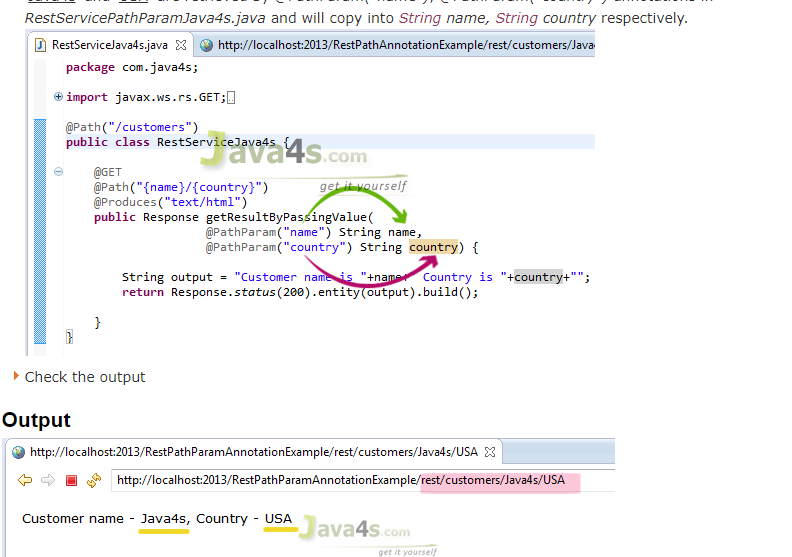 RestServicePathParamJava4s.java and will copy into String name, String country respectively.
RestServiceJava4s.java http://localhost:2013/RestPathAnnotationExample/rest/customers/Java4
package com.java4s;
import javax.ws.rs.GET;
@Path("/customers")
public class RestServiceJava4s {
Java4s.com
@GET
get it yourself
@Path("{name}/{country}")
@Produces("text/html")
public Response getResultByPassingValue(
@PathParam("name") String name,
@PathParam("country") String country) {
String output = "Customer name is "+name+" Country is "+country+"";
return Response.status(200).entity(output).build();
}
}
Check the output
Output
http://localhost:2013/RestPathParamAnnotationExample/rest/customers/Java4s/USA
http://localhost:2013/RestPathParamAnnotationExample/rest/customers/Java4s/USA
Customer name - Java4s, Country - USA
Java4s.com
get it yourself